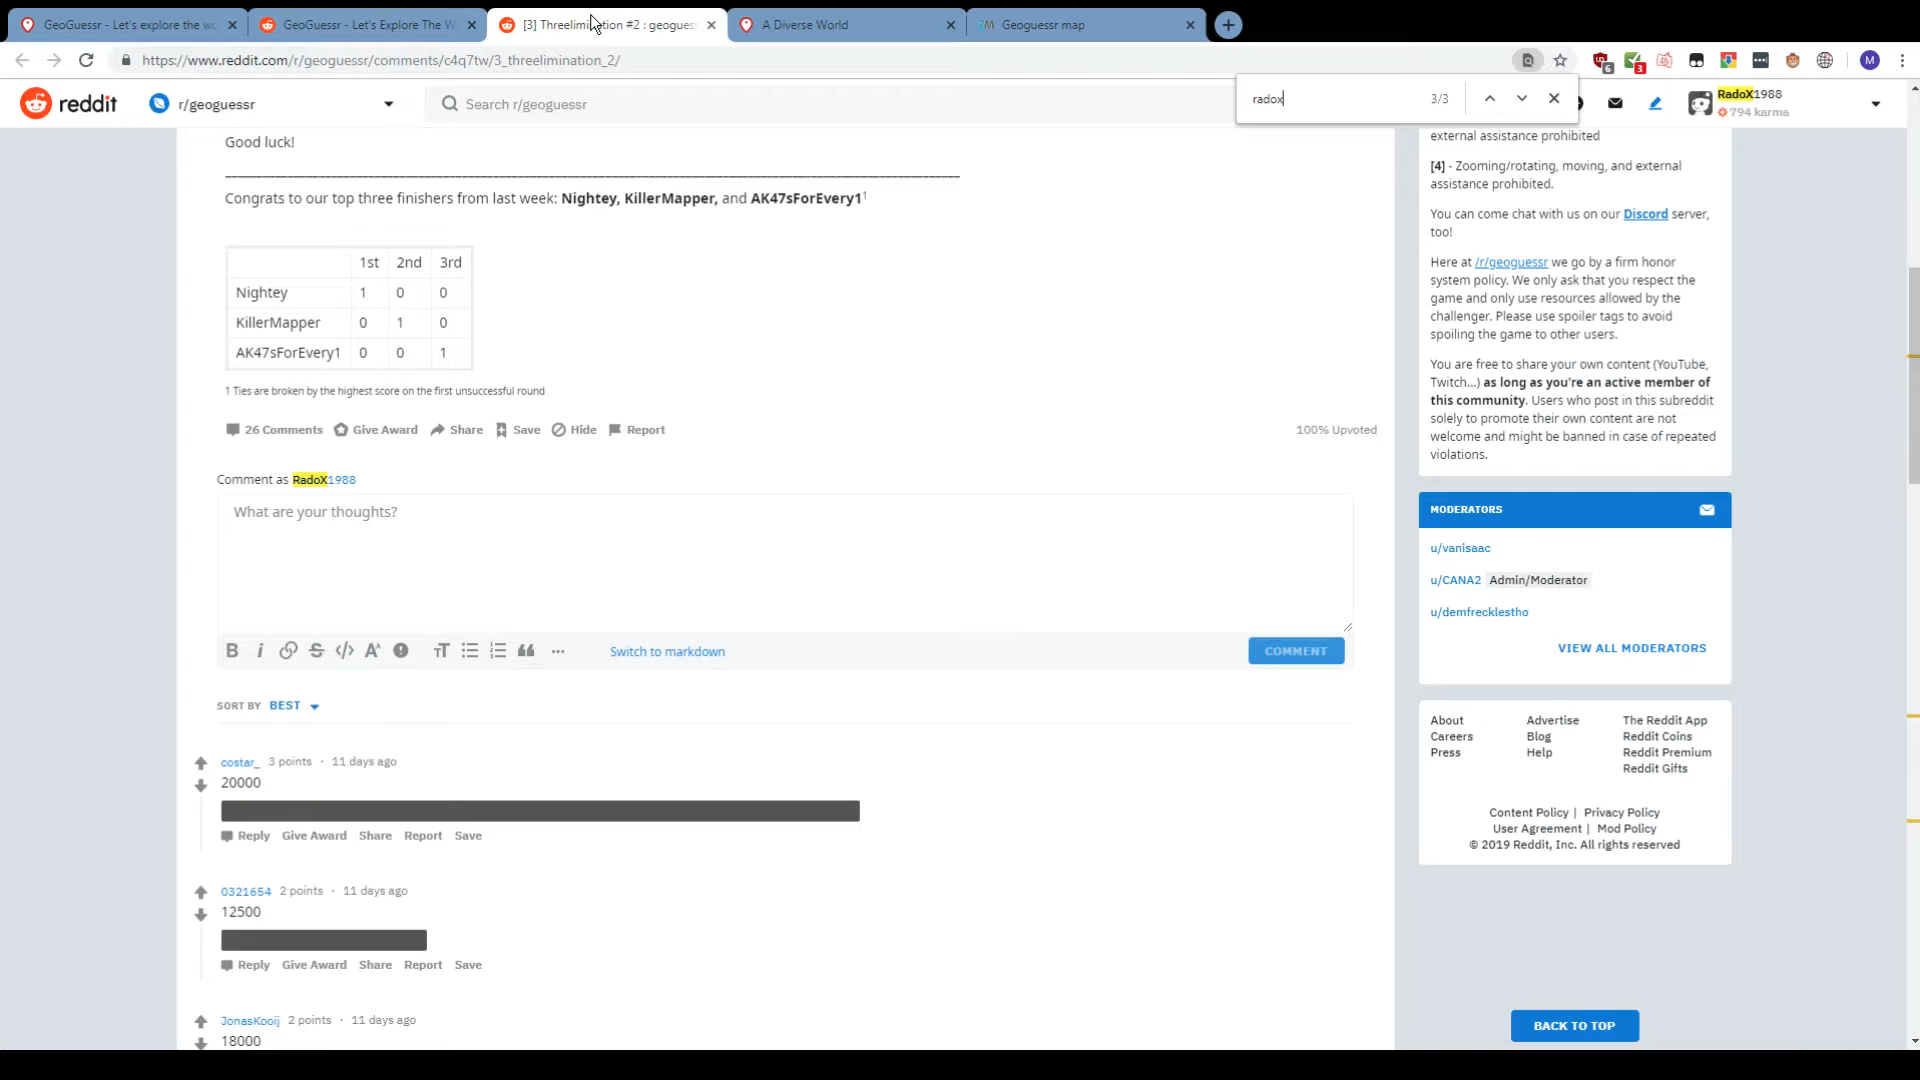 GeoGuessr - Let's explore the w
GeoGuessr - Let's Explore The W
[3] Threelimination #2 : geogues
A Diverse World
Geoguessr map
https://www.reddit.com/r/geoguessr/comments/c4q7tw/3_threelimination_2/
6
3
M
reddit
r/geoguessr
Search r/geoguessr
radox
3/3
RadoX1988
794 karma
Good luck!
Congrats to our top three finishers from last week: Nightey, KillerMapper, and AK47sForEvery1¹
1st 2nd 3rd
Nightey 1 0 0
KillerMapper 0 1 0
AK47sForEvery1 0 0 1
1 Ties are broken by the highest score on the first unsuccessful round
26 Comments Give Award Share Save Hide Report
100% Upvoted
Comment as RadoX1988
What are your thoughts?
Switch to markdown
COMMENT
SORT BY BEST
costar_ 3 points · 11 days ago
20000
Reply Give Award Share Report Save
0321654 2 points · 11 days ago
12500
Reply Give Award Share Report Save
JonasKooij 2 points · 11 days ago
18000
external assistance prohibited
[4] - Zooming/rotating, moving, and external
assistance prohibited.
You can come chat with us on our Discord server,
too!
Here at /r/geoguessr we go by a firm honor
system policy. We only ask that you respect the
game and only use resources allowed by the
challenger. Please use spoiler tags to avoid
spoiling the game to other users.
You are free to share your own content (YouTube,
Twitch...) as long as you're an active member of
this community. Users who post in this subreddit
solely to promote their own content are not
welcome and might be banned in case of repeated
violations.
MODERATORS
u/vanisaac
u/CANA2 Admin/Moderator
u/demfrecklestho
VIEW ALL MODERATORS
About Advertise The Reddit App
Careers Blog Reddit Coins
Press Help Reddit Premium
Reddit Gifts
Content Policy | Privacy Policy
User Agreement | Mod Policy
© 2019 Reddit, Inc. All rights reserved
BACK TO TOP